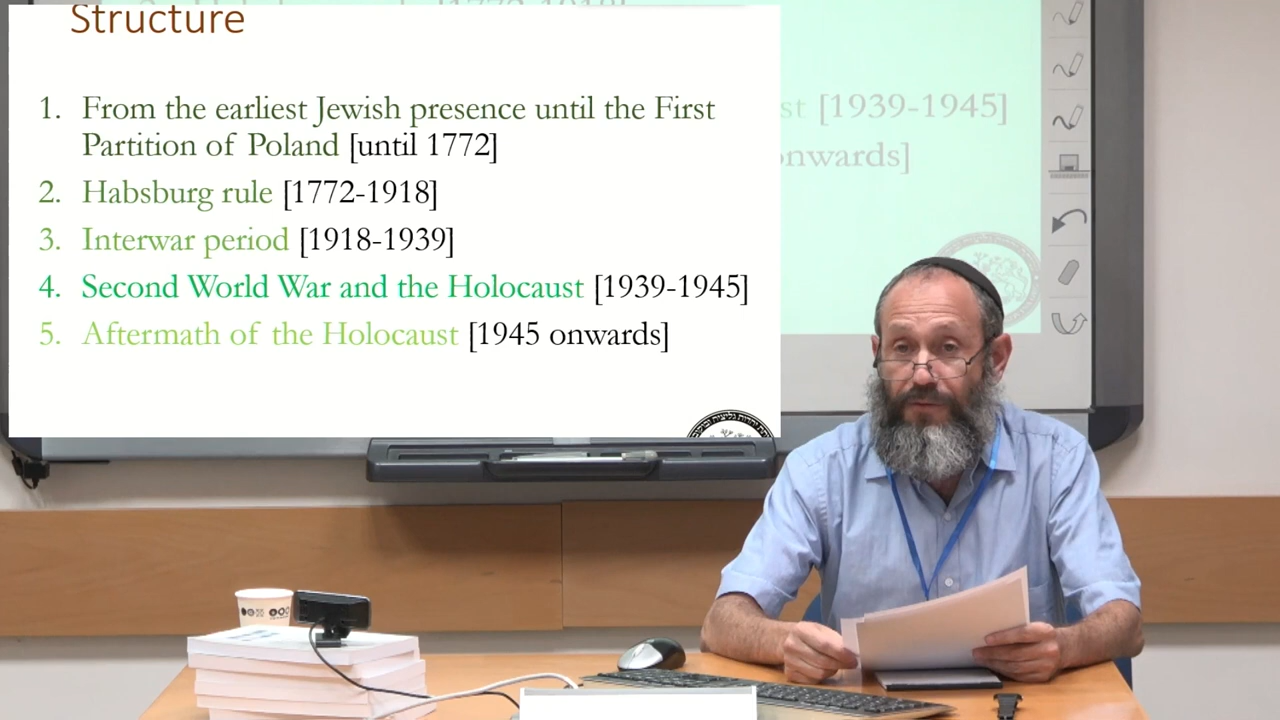 Structure
1. From the earliest Jewish presence until the First
Partition of Poland [until 1772]
2. Habsburg rule [1772-1918]
3. Interwar period [1918-1939]
4. Second World War and the Holocaust [1939-1945]
5. Aftermath of the Holocaust [1945 onwards]
[1939-1945]
onwards]